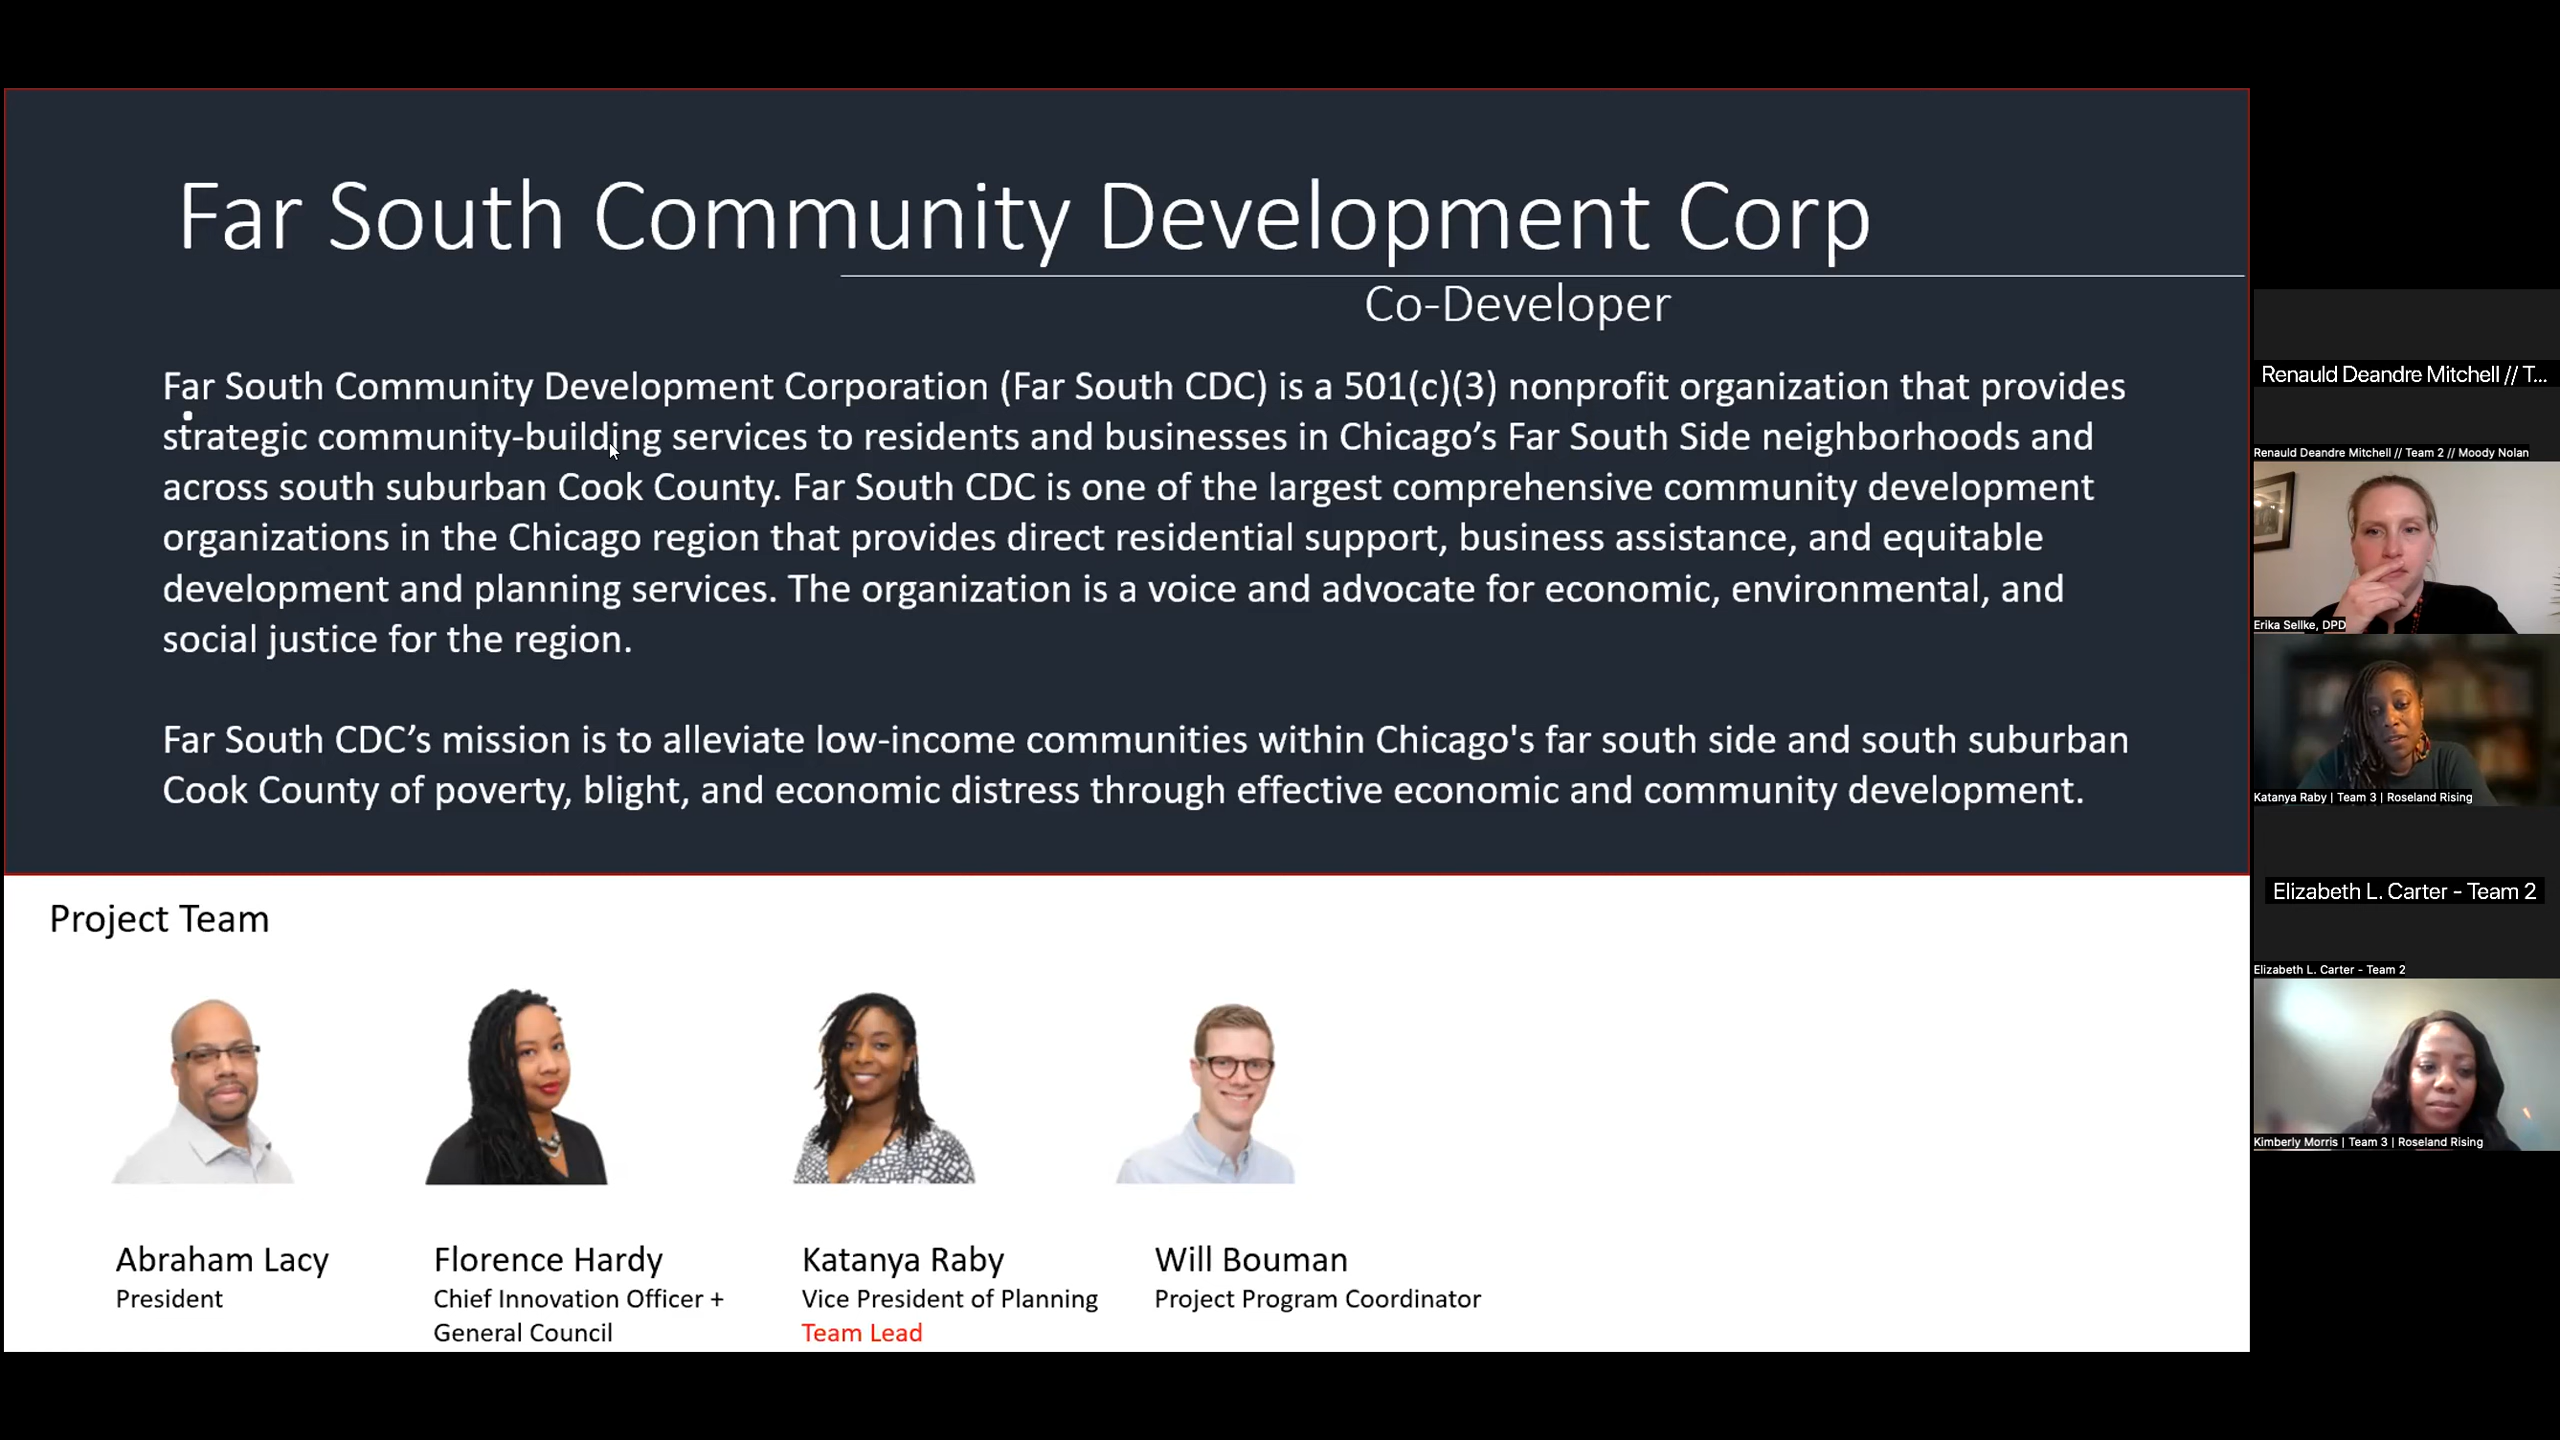 Far South Community Development Corp
Co-Developer
Far South Community Development Corporation (Far South CDC) is a 501(c)(3) nonprofit organization that provides
strategic community-building services to residents and businesses in Chicago’s Far South Side neighborhoods and
across south suburban Cook County. Far South CDC is one of the largest comprehensive community development
organizations in the Chicago region that provides direct residential support, business assistance, and equitable
development and planning services. The organization is a voice and advocate for economic, environmental, and
social justice for the region.
Far South CDC’s mission is to alleviate low-income communities within Chicago's far south side and south suburban
Cook County of poverty, blight, and economic distress through effective economic and community development.
Project Team
Abraham Lacy
President
Florence Hardy
Chief Innovation Officer +
General Council
Katanya Raby
Vice President of Planning
Team Lead
Will Bouman
Project Program Coordinator
Renauld Deandre Mitchell // T...
Renauld Deandre Mitchell // Team 2 // Moody Nolan
Erika Sellke, DPD
Katanya Raby | Team 3 | Roseland Rising
Elizabeth L. Carter - Team 2
Elizabeth L. Carter - Team 2
Kimberly Morris | Team 3 | Roseland Rising